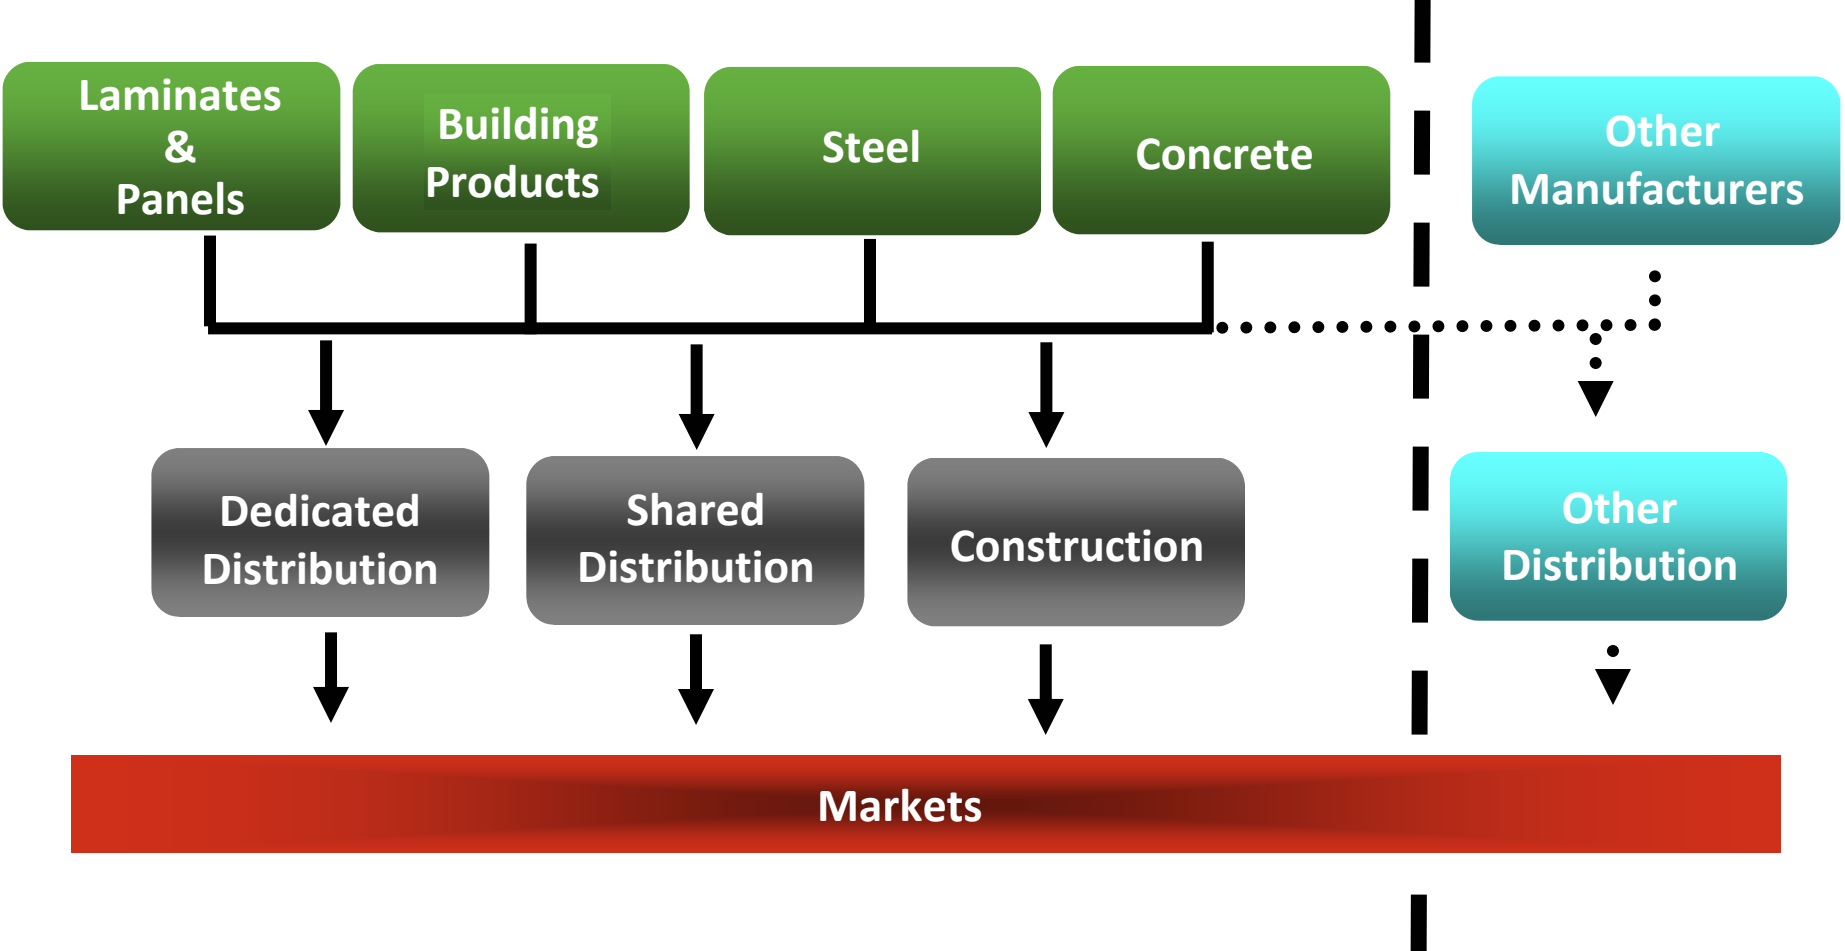 Laminates
&
Panels
Building
Products
Steel
Concrete
Other
Manufacturers
Dedicated
Distribution
Shared
Distribution
Construction
Other
Distribution
Markets